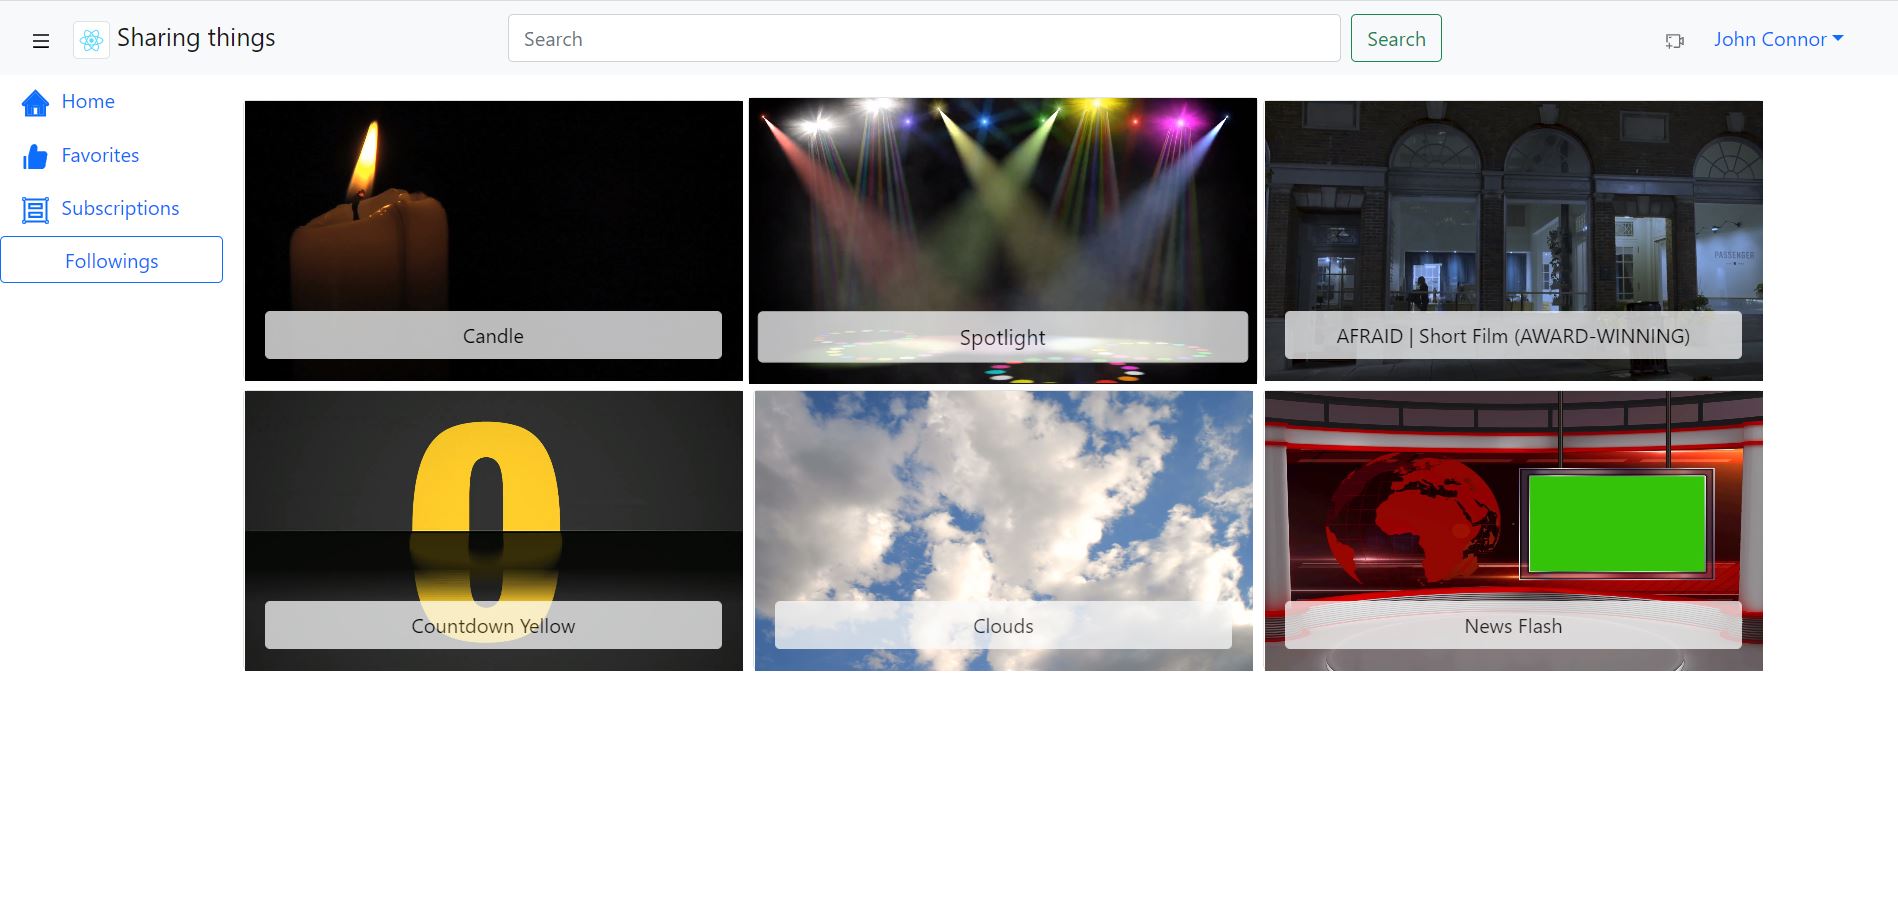 Sharing things
Search
Search
John Connor
Home
Favorites
Subscriptions
Followings
Candle
Spotlight
PASSENGER
AFRAID | Short Film (AWARD-WINNING)
Countdown Yellow
0
Clouds
News Flash